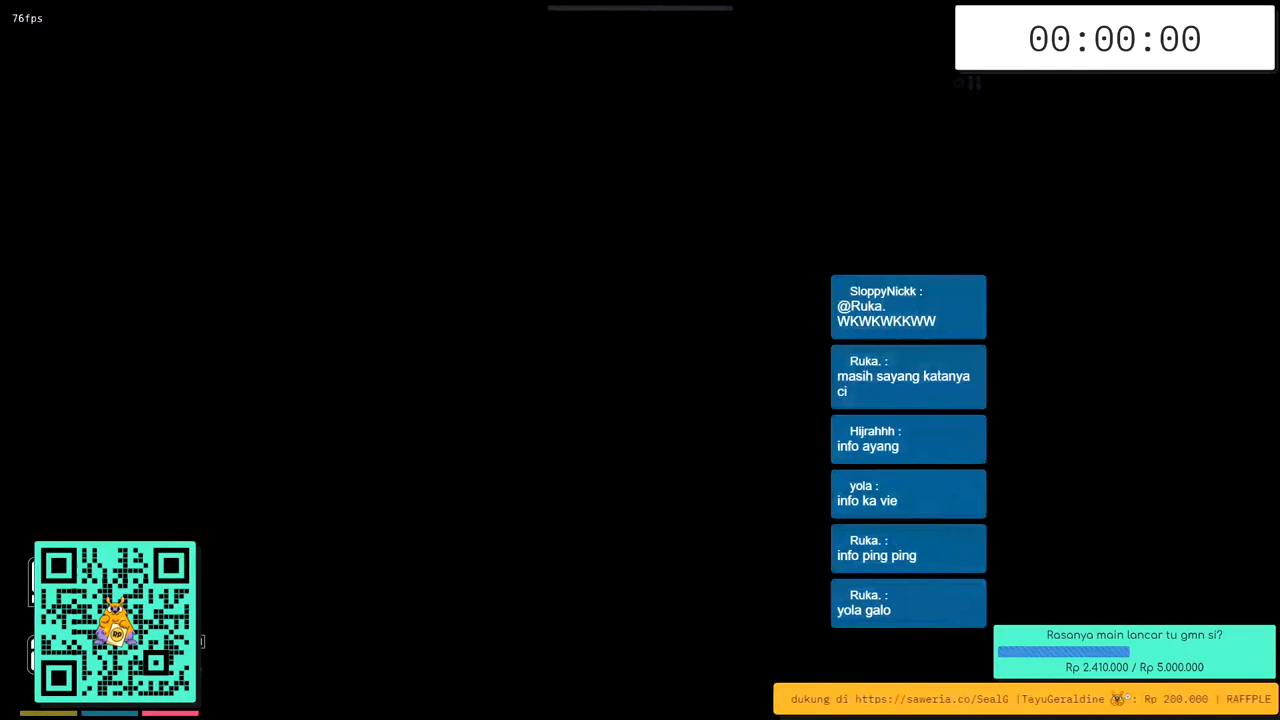 76fps
00:00:00
SloppyNickk :
@Ruka.
WKWKWKKWW
Ruka. :
masih sayang katanya
ci
Hijrahhh :
info ayang
yola :
info ka vie
Ruka. :
info ping ping
Ruka. :
yola galo
Rasanya main lancar tu gmn si?
Rp 2.410.000 / Rp 5.000.000
dukung di https://saweria.co/SealG |TayuGeraldine : Rp 200.000 | RAFFPLE
RP